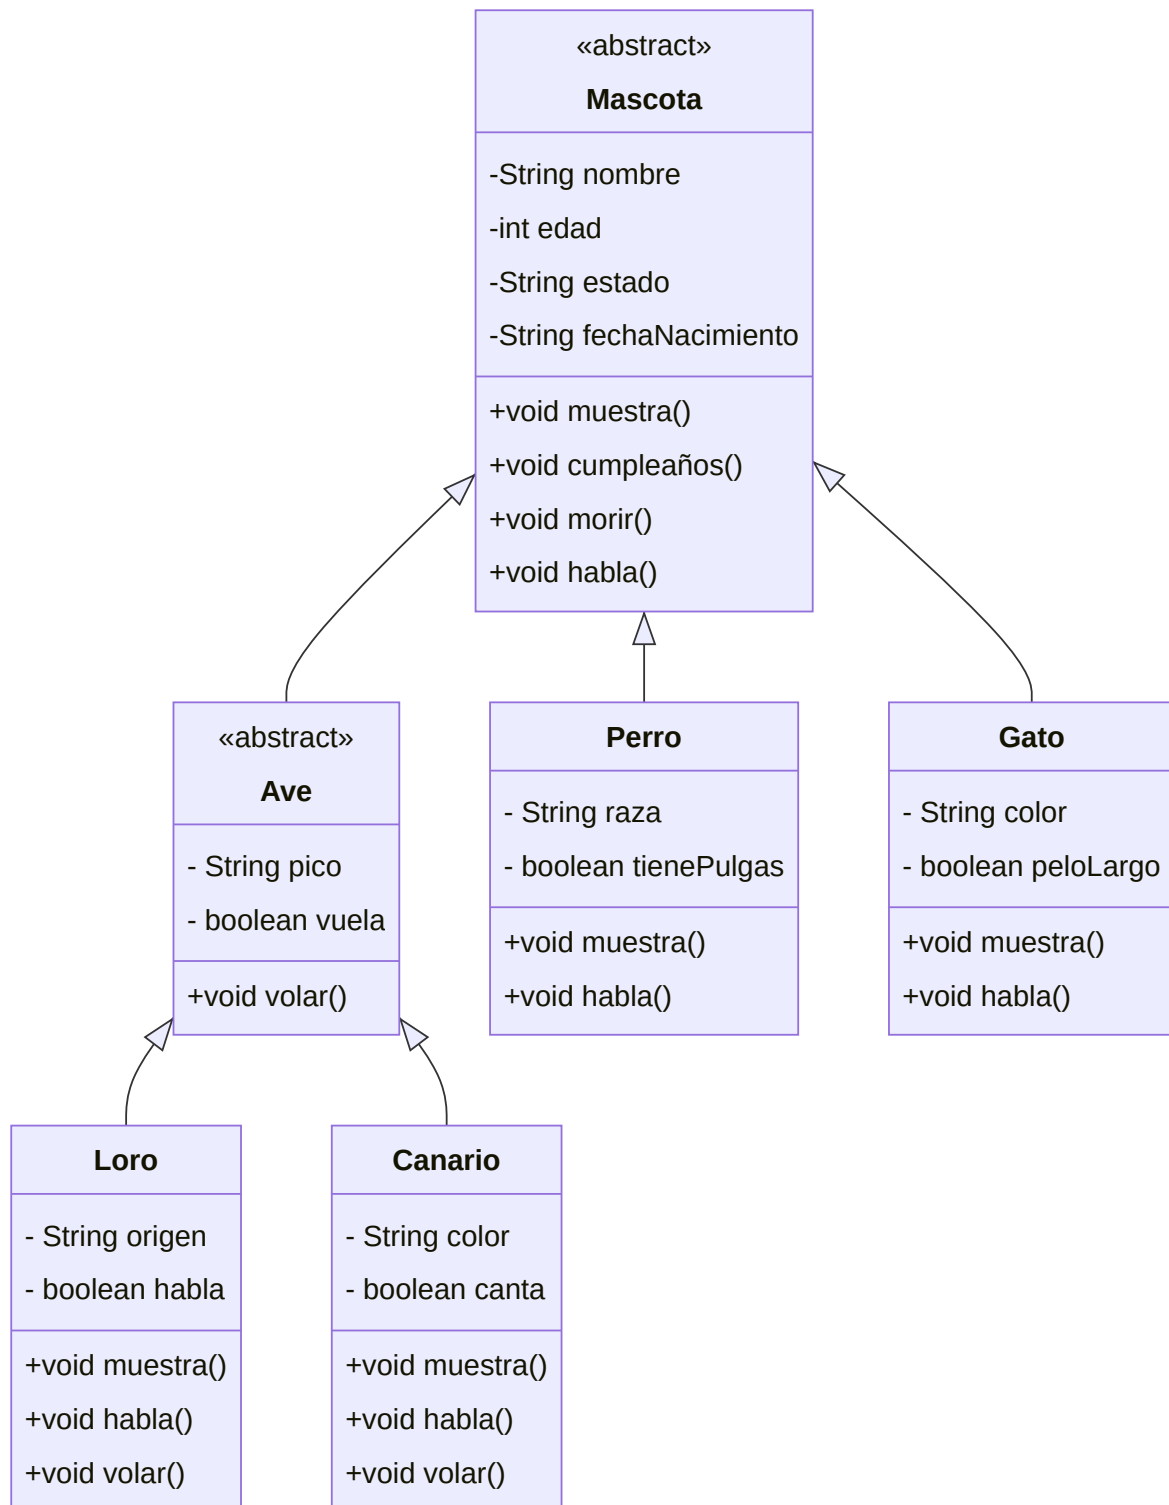 «abstract»
Mascota
-String nombre
-int edad
-String estado
-String fechaNacimiento
+void muestra()
+void cumpleaños()
+void morir()
+void habla()
«abstract»
Ave
- String pico
- boolean vuela
+void volar()
Perro
- String raza
- boolean tienePulgas
+void muestra()
+void habla()
Gato
- String color
- boolean peloLargo
+void muestra()
+void habla()
Loro
- String origen
- boolean habla
+void muestra()
+void habla()
+void volar()
Canario
- String color
- boolean canta
+void muestra()
+void habla()
+void volar()